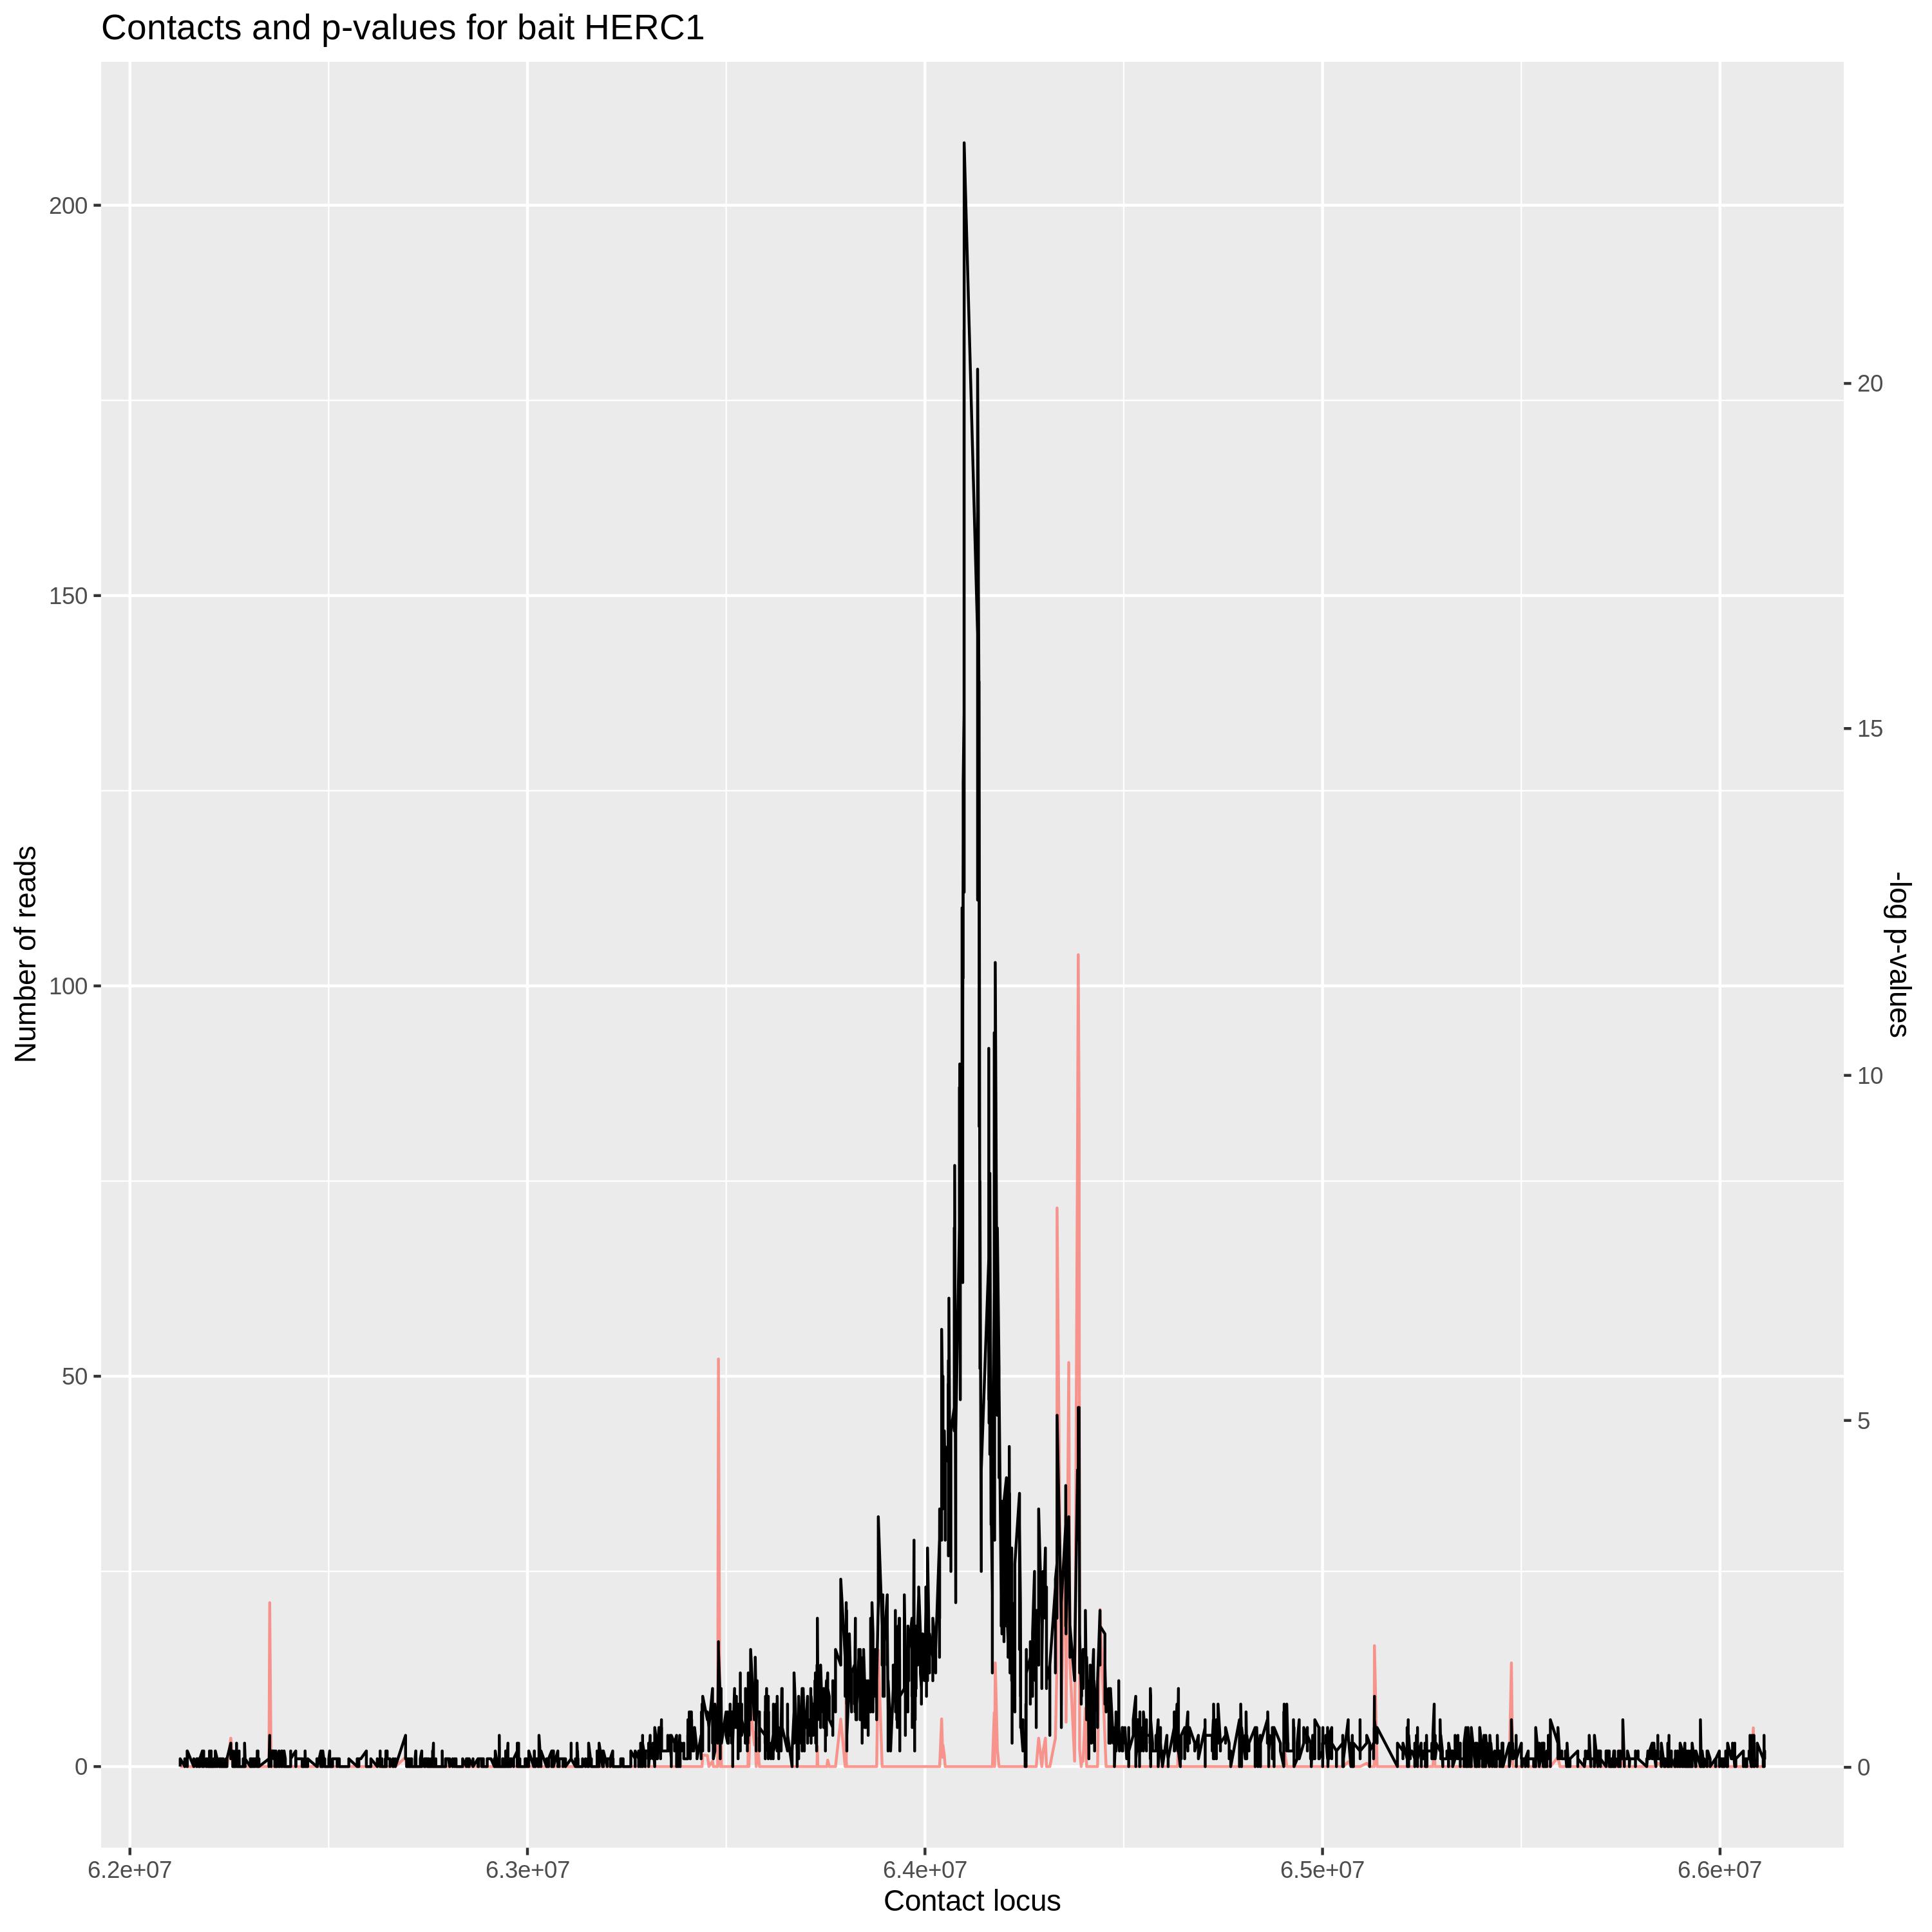 Contacts and p-values for bait HERC1
200
150
100
50
0
Number of reads
20
15
10
5
0
-log p-values
6.2e+07
6.3e+07
6.4e+07
6.5e+07
6.6e+07
Contact locus